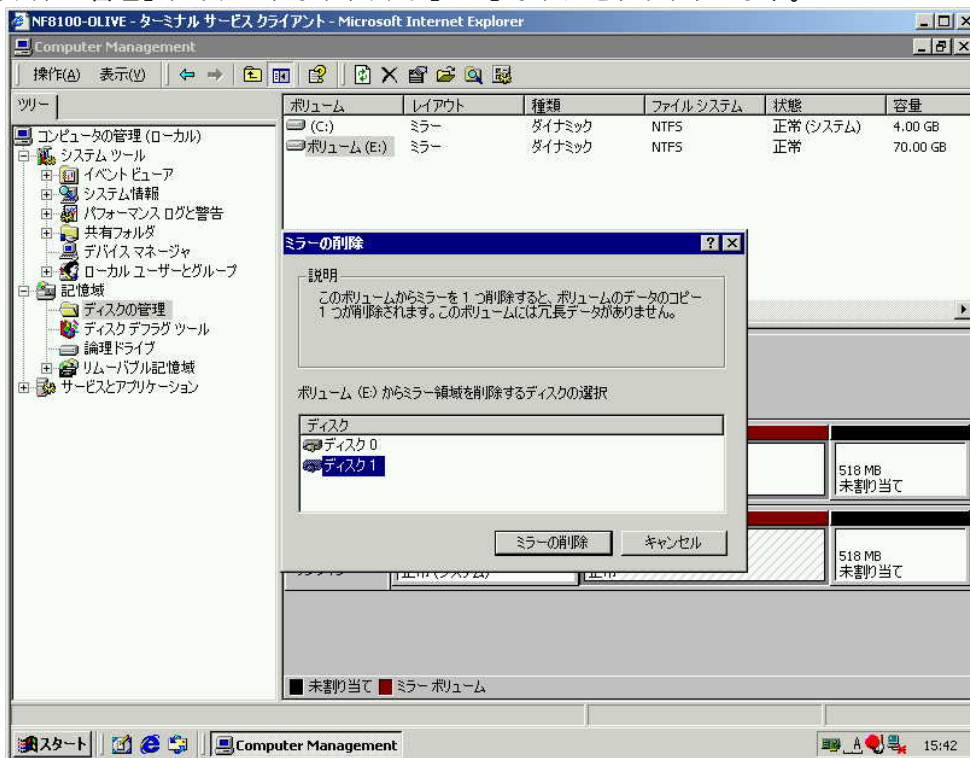 NF8100-OLIVE - ターミナル サービス クライアント - Microsoft Internet Explorer
Computer Management
操作(A) 表示(V)
ツリー
コンピュータの管理 (ローカル)
システム ツール
イベント ビューア
システム情報
パフォーマンス ログと警告
共有フォルダ
デバイス マネージャ
ローカル ユーザーとグループ
記憶域
ディスクの管理
ディスク デフラグ ツール
論理ドライブ
リムーバブル記憶域
サービスとアプリケーション
ボリューム レイアウト 種類 ファイル システム 状態 容量
(C:) ミラー ダイナミック NTFS 正常 (システム) 4.00 GB
ボリューム (E:) ミラー ダイナミック NTFS 正常 70.00 GB
ミラーの削除
説明
このボリュームからミラーを 1 つ削除すると、ボリュームのデータのコピー
1 つが削除されます。このボリュームには冗長データがありません。
ボリューム (E:) からミラー領域を削除するディスクの選択
ディスク
ディスク 0
ディスク 1
ミラーの削除 キャンセル
518 MB
未割り当て
518 MB
未割り当て
正常 (システム) 正常
未割り当て ミラー ボリューム
スタート Computer Management A 15:42